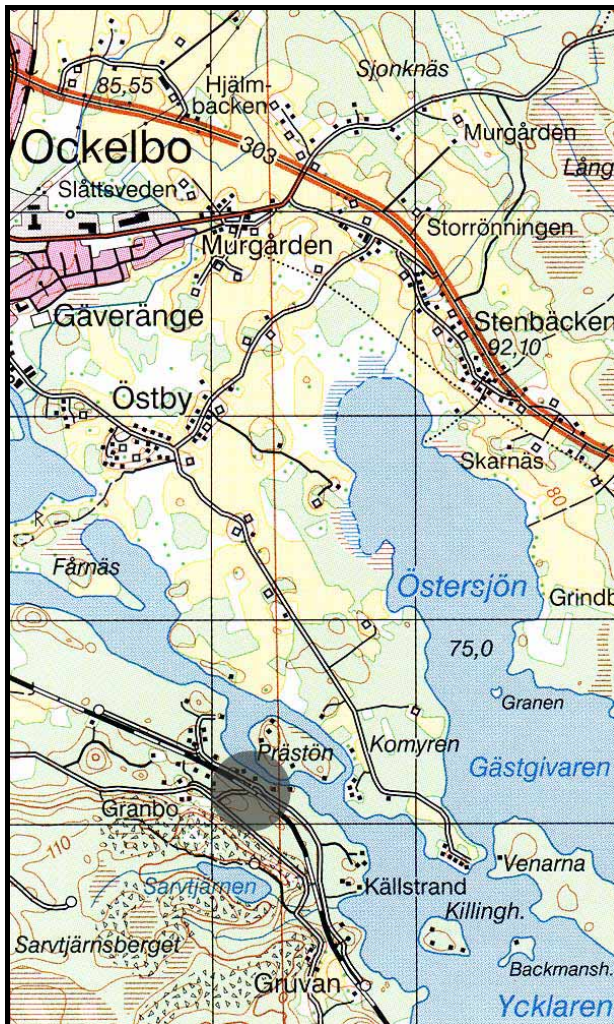 85,55
Hjälm-
backen
Sjonknäs
Ockelbo
303
Murgården
Lång
Slåttsveden
Storrönningen
Murgården
Gäveränge
Stenbäcken
92,10
Östby
Skarnäs
80
R
Fårnäs
Östersjön
Grindb
75,0
Granen
Prästön
Komyren
Gästgivaren
Granbo
110
Venarna
Sarvtjärnen
Källstrand
Killingh.
Sarvtjärnsberget
Gruvan
Backmansh.
Ycklaren